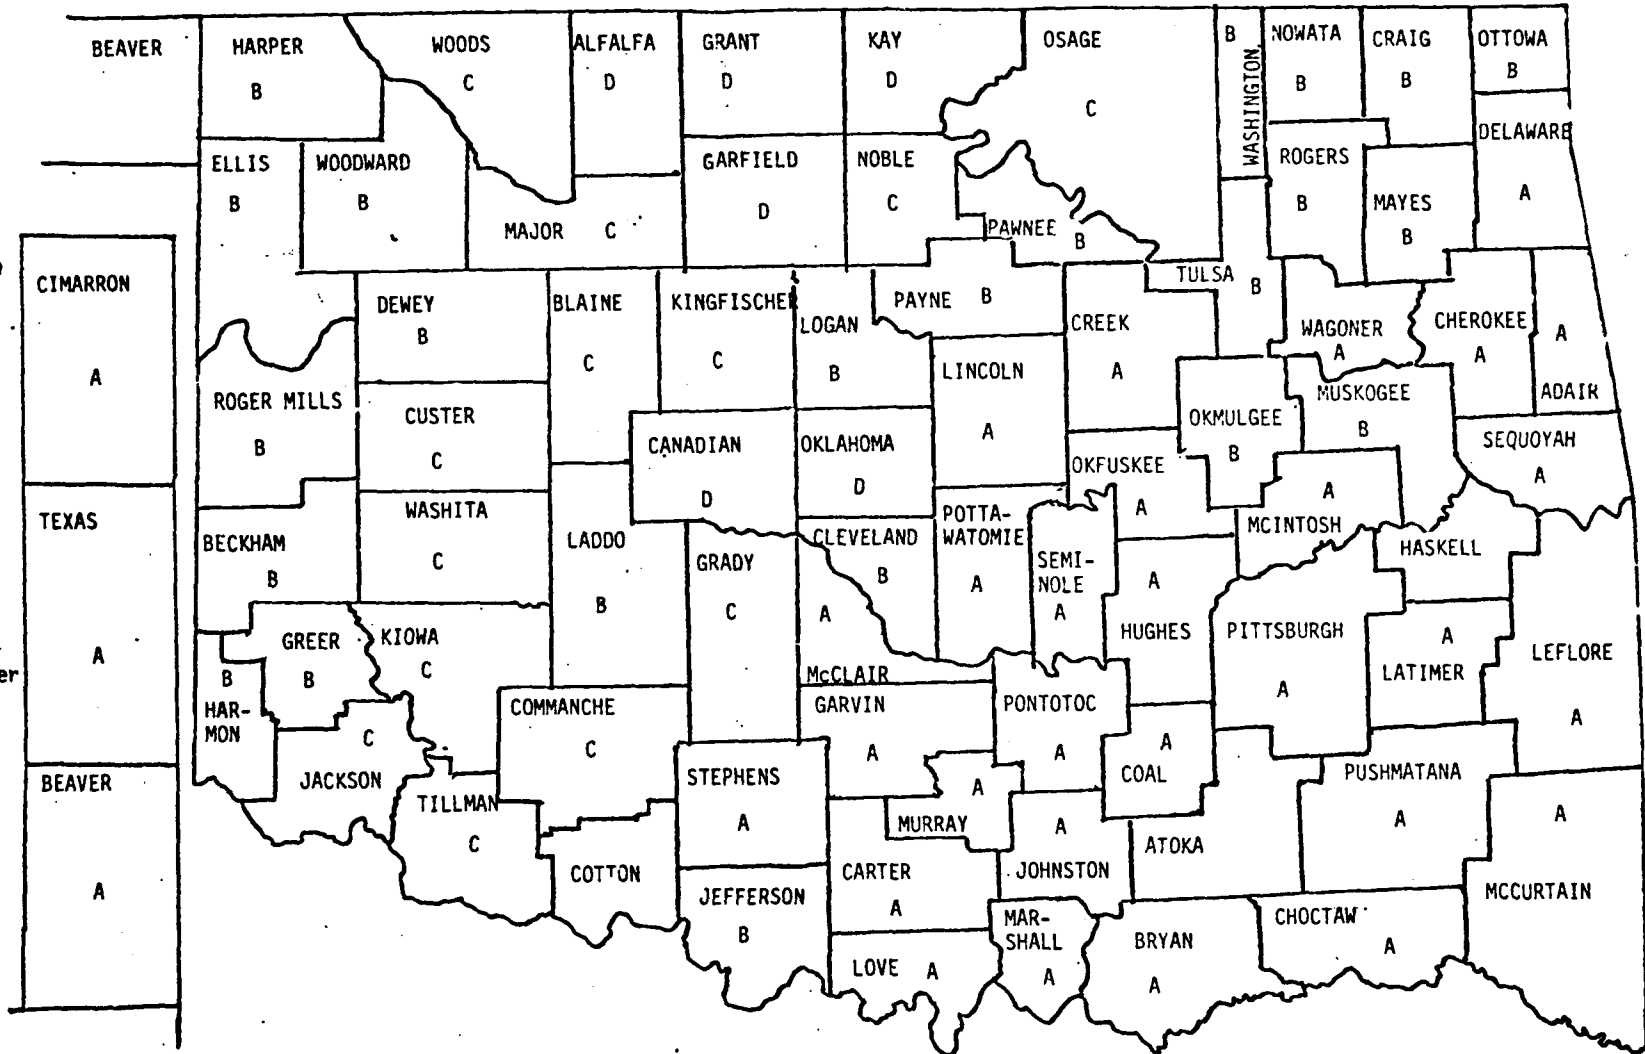 BEAVER
HARPER
B
WOODS
C
ALFALFA
D
GRANT
D
KAY
D
OSAGE
C
B
WASHINGTON
NOWATA
B
CRAIG
B
OTTOWA
B
DELAWARE
A
ELLIS
B
WOODWARD
B
MAJOR C
GARFIELD
D
NOBLE
C
PAWNEE B
ROGERS
B
MAYES
B
CIMARRON
A
DEWEY
B
BLAINE
C
KINGFISCHER
C
LOGAN
B
PAYNE B
CREEK
A
TULSA B
WAGONER
A
CHEROKEE
A
A
ADAIR
ROGER MILLS
B
CUSTER
C
CANADIAN
D
OKLAHOMA
D
LINCOLN
A
OKMULGEE
B
MUSKOGEE
B
SEQUOYAH
A
TEXAS
A
er
BECKHAM
B
WASHITA
C
LADDO
B
GRADY
C
CLEVELAND
B
POTTA-
WATOMIE
A
SEMI-
NOLE
A
OKFUSKEE
A
A
MCINTOSH
HASKELL
A
HUGHES
A
McCLAIR
PITTSBURGH
A
A
LATIMER
LEFLORE
A
GREER
B
KIOWA
C
B
HAR-
MON
C
JACKSON
COMMANCHE
C
GARVIN
A
PONTOTOC
A
A
COAL
BEAVER
A
TILLMAN
C
COTTON
STEPHENS
A
A
MURRAY
A
JOHNSTON
ATOKA
PUSHMATANA
A
A
MCCURTAIN
JEFFERSON
B
CARTER
A
LOVE A
MAR-
SHALL
A
BRYAN
A
CHOCTAW
A